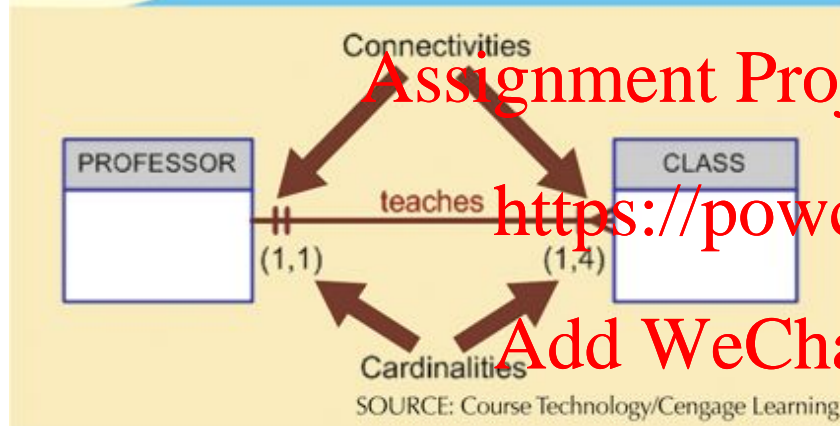 Connectivities
Assignment Pro
PROFESSOR
CLASS
teaches
https://powc
(1,1)
(1,4)
Add WeCha
Cardinalities
SOURCE: Course Technology/Cengage Learning